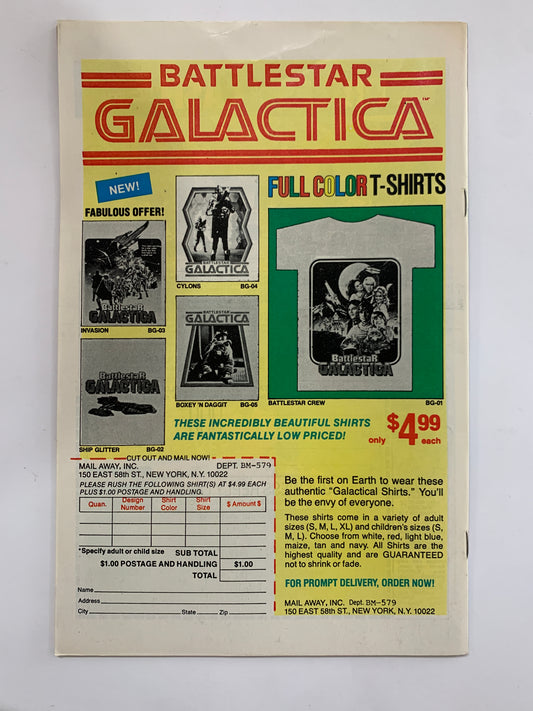 BATTLESTAR
GALACTICA™
NEW!
FULL COLOR T-SHIRTS
FABULOUS OFFER!
BattlestaR
GALACTICA
INVASION BG-03
BATTLESTAR
GALACTICA
CYLONS BG-04
BattlestaR
GALACTICA
SHIP GLITTER BG-02
BATTLESTAR
GALACTICA
BOXEY 'N DAGGIT BG-05
BattlestaR
GALACTICA
BATTLESTAR CREW BG-01
THESE INCREDIBLY BEAUTIFUL SHIRTS
ARE FANTASTICALLY LOW PRICED!
only $4.99 each
CUT OUT AND MAIL NOW!
MAIL AWAY, INC. DEPT. BM-579
150 EAST 58th ST., NEW YORK, N.Y. 10022
PLEASE RUSH THE FOLLOWING SHIRT(S) AT $4.99 EACH
PLUS $1.00 POSTAGE AND HANDLING.
Quan. Design Number Shirt Color Shirt Size $ Amount $
*Specify adult or child size SUB TOTAL
$1.00 POSTAGE AND HANDLING $1.00
TOTAL
Name
Address
City State Zip
Be the first on Earth to wear these
authentic "Galactical Shirts." You'll
be the envy of everyone.
These shirts come in a variety of adult
sizes (S, M, L, XL) and children's sizes (S,
M, L). Choose from white, red, light blue,
maize, tan and navy. All Shirts are the
highest quality and are GUARANTEED
not to shrink or fade.
FOR PROMPT DELIVERY, ORDER NOW!
MAIL AWAY, INC. Dept. BM-579
150 EAST 58th ST., NEW YORK, N.Y. 10022